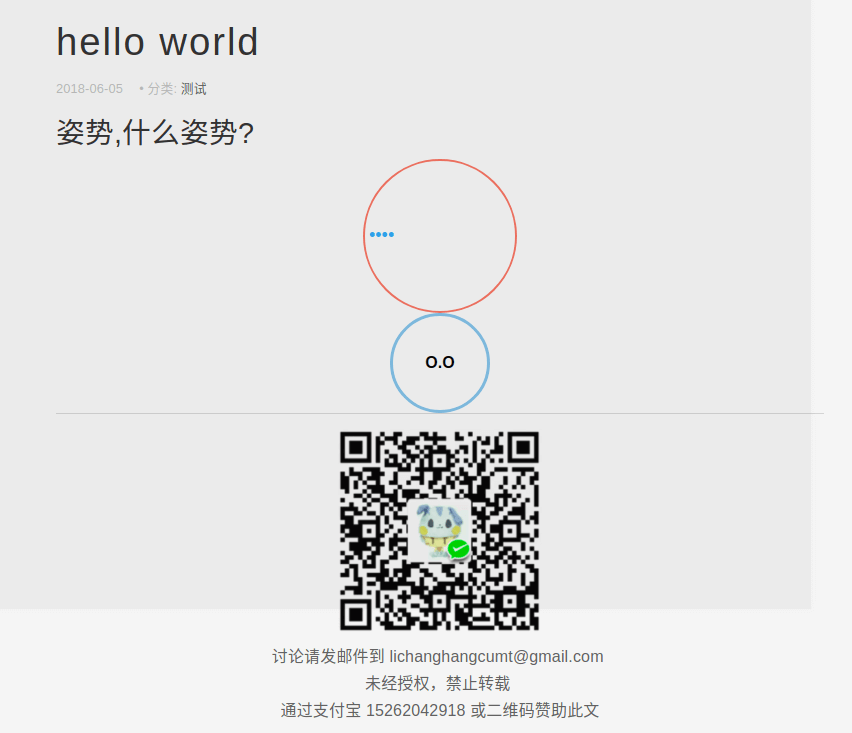 hello world
2018-06-05 • 分类: 测试
姿势,什么姿势?
O.O
讨论请发邮件到 lichanghangcumt@gmail.com
未经授权，禁止转载
通过支付宝 15262042918 或二维码赞助此文